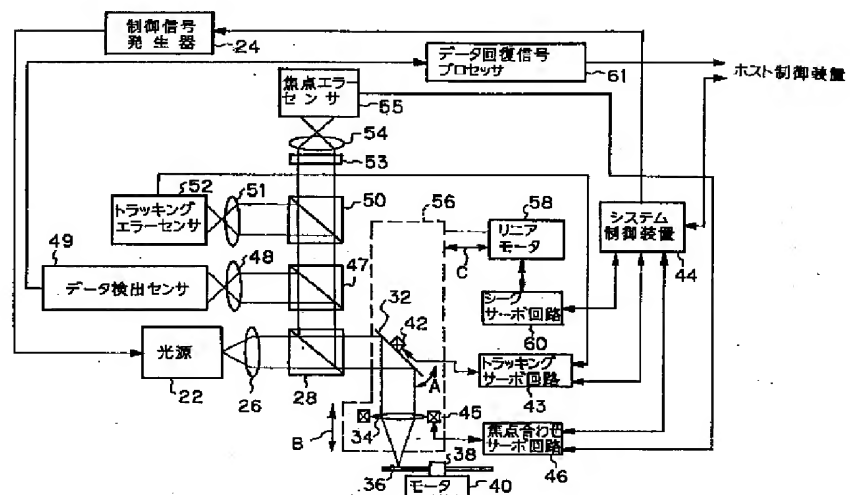 制御信号
発生器
24
データ回復信号
プロセッサ
61
ホスト制御装置
焦点エラー
センサ
55
54
53
52
51
50
トラッキング
エラーセンサ
56
58
リニア
モータ
C
システム
制御装置
44
49
48
47
データ検出センサ
32
42
シーク
サーボ回路
60
光源
22
26
28
A
トラッキング
サーボ回路
43
B
34
45
焦点合わせ
サーボ回路
46
36
38
モータ
40